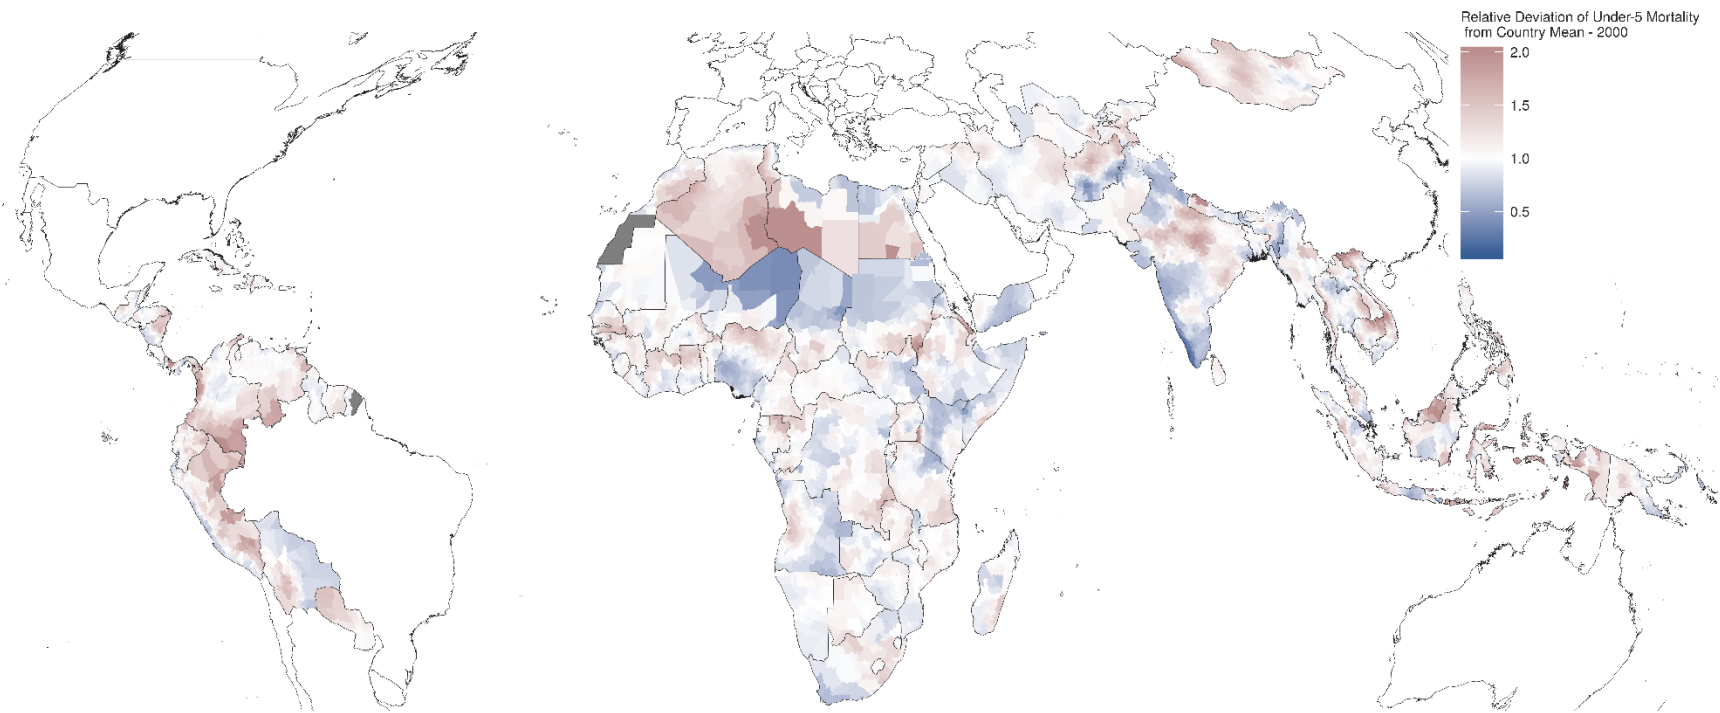 Relative Deviation of Under-5 Mortality
from Country Mean - 2000
2.0
1.5
1.0
0.5